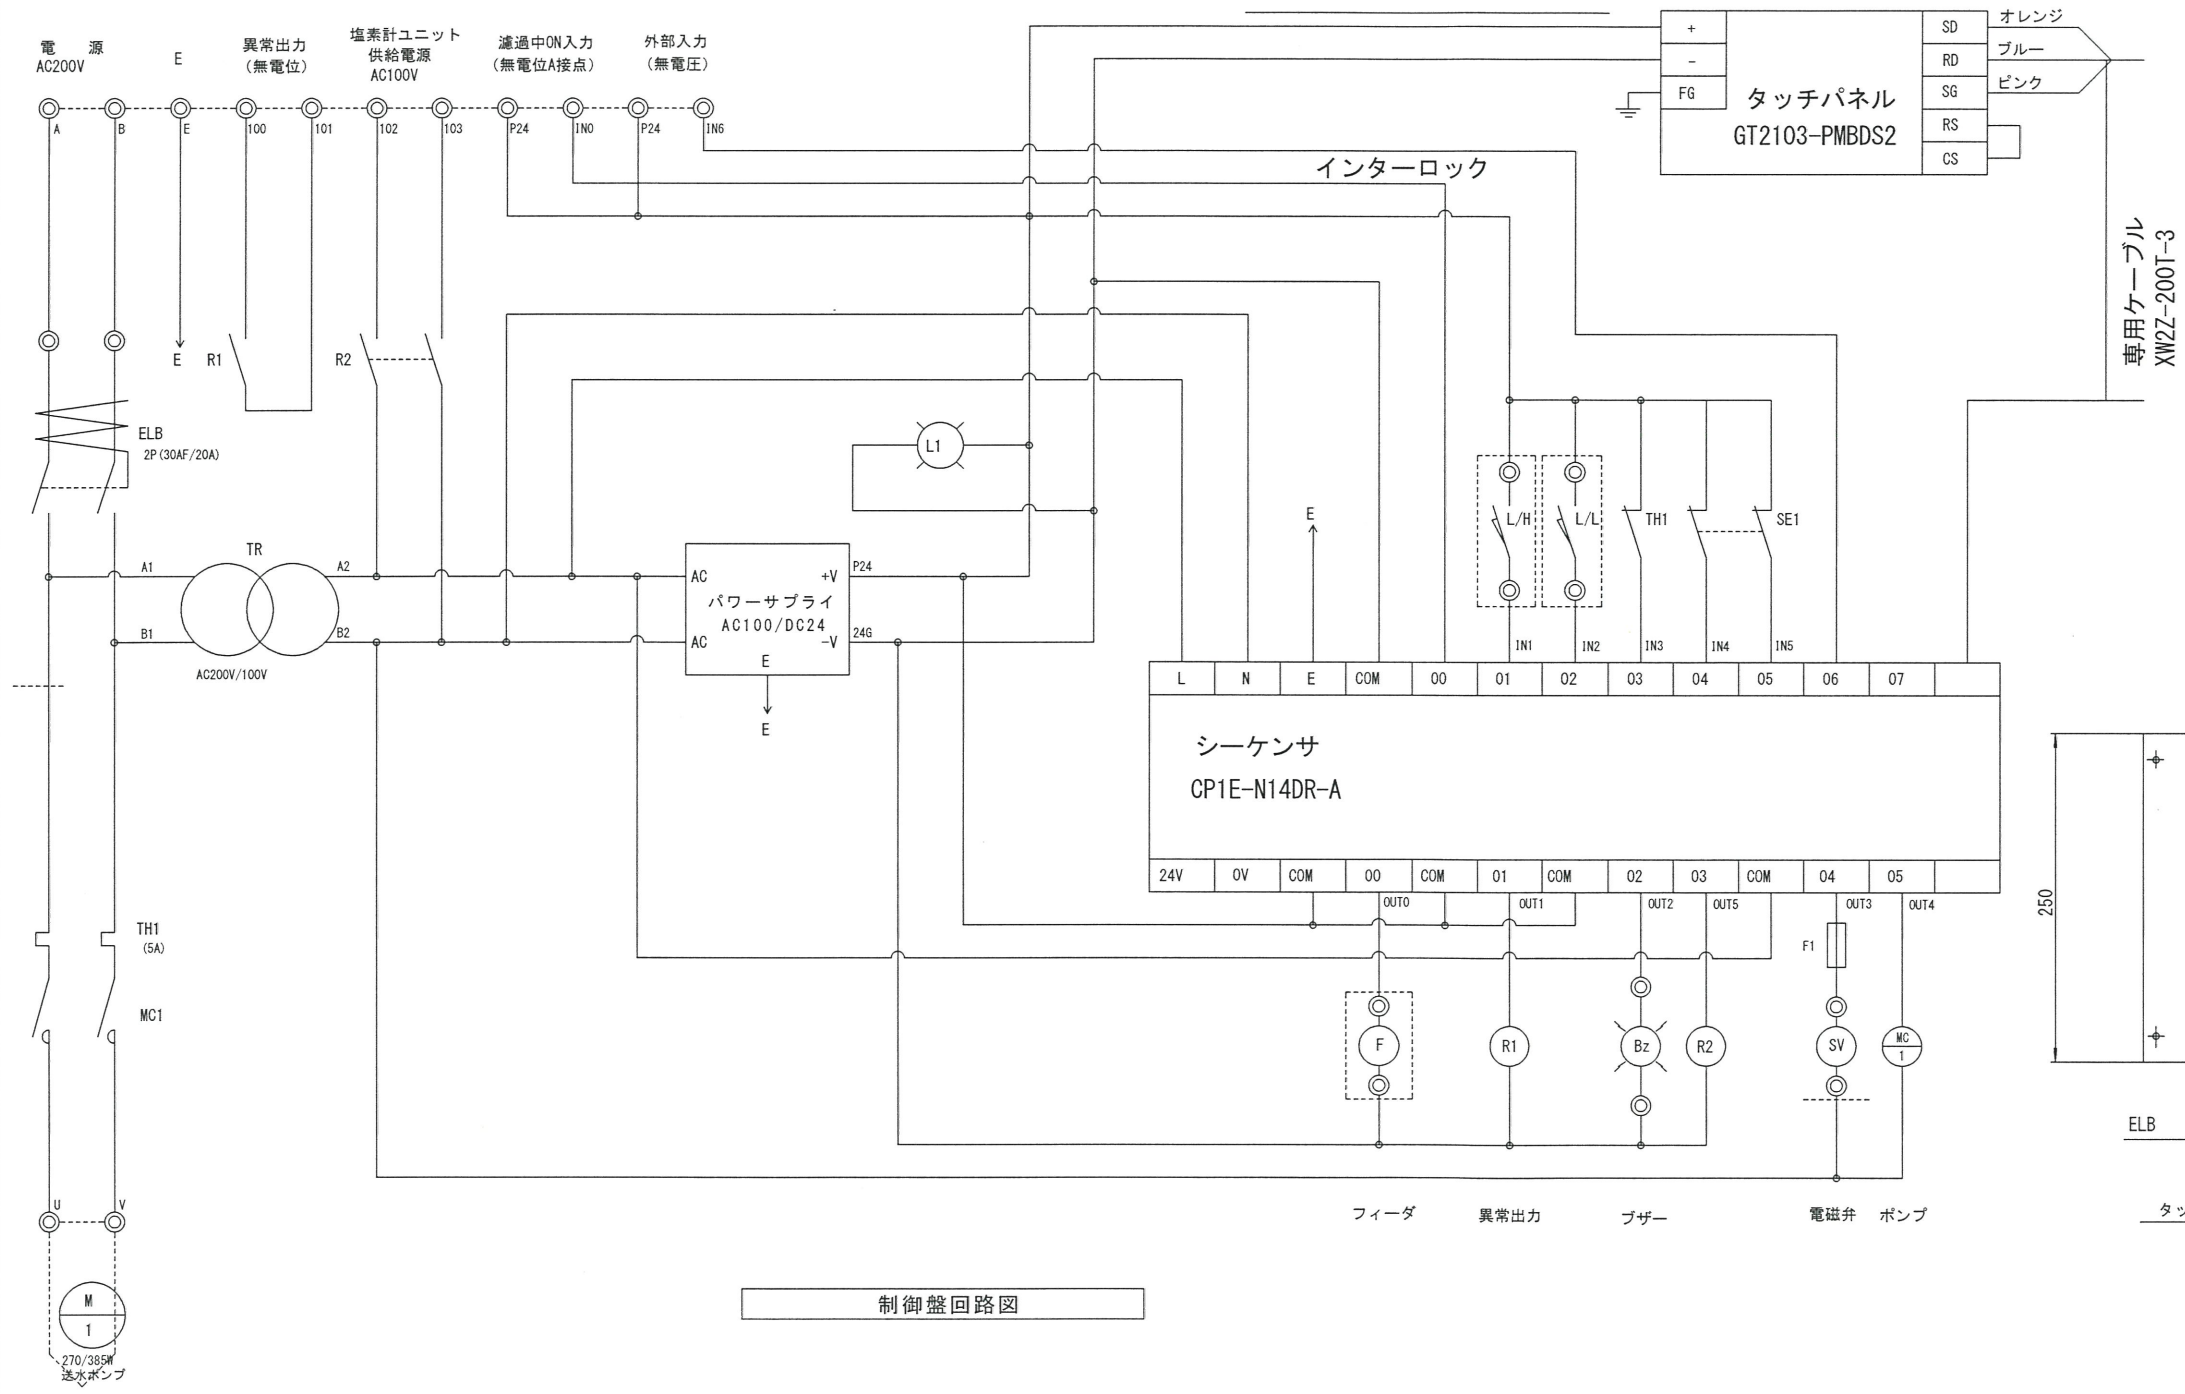 電 源
AC200V
E
異常出力
(無電位)
塩素計ユニット
供給電源
AC100V
濾過中ON入力
(無電位A接点)
外部入力
(無電圧)
A
B
E
100
101
102
103
P24
IN0
P24
IN6
+
-
FG
タッチパネル
GT2103-PMBDS2
SD
RD
SG
RS
CS
オレンジ
ブルー
ピンク
インターロック
専用ケーブル
XW2Z-200T-3
E
R1
R2
ELB
2P(30AF/20A)
L1
TR
A1
A2
B1
B2
AC200V/100V
AC
+V
P24
パワーサプライ
AC100/DC24
AC
-V
24G
E
E
E
L/H
L/L
TH1
SE1
IN1
IN2
IN3
IN4
IN5
L
N
E
COM
00
01
02
03
04
05
06
07
シーケンサ
CP1E-N14DR-A
24V
0V
COM
00
COM
01
COM
02
03
COM
04
05
OUT0
OUT1
OUT2
OUT5
OUT3
OUT4
TH1
(5A)
MC1
F1
F
R1
Bz
R2
SV
MC
1
250
ELB
フィーダ
異常出力
ブザー
電磁弁
ポンプ
U
V
M
1
270/385W
送水ポンプ
制御盤回路図